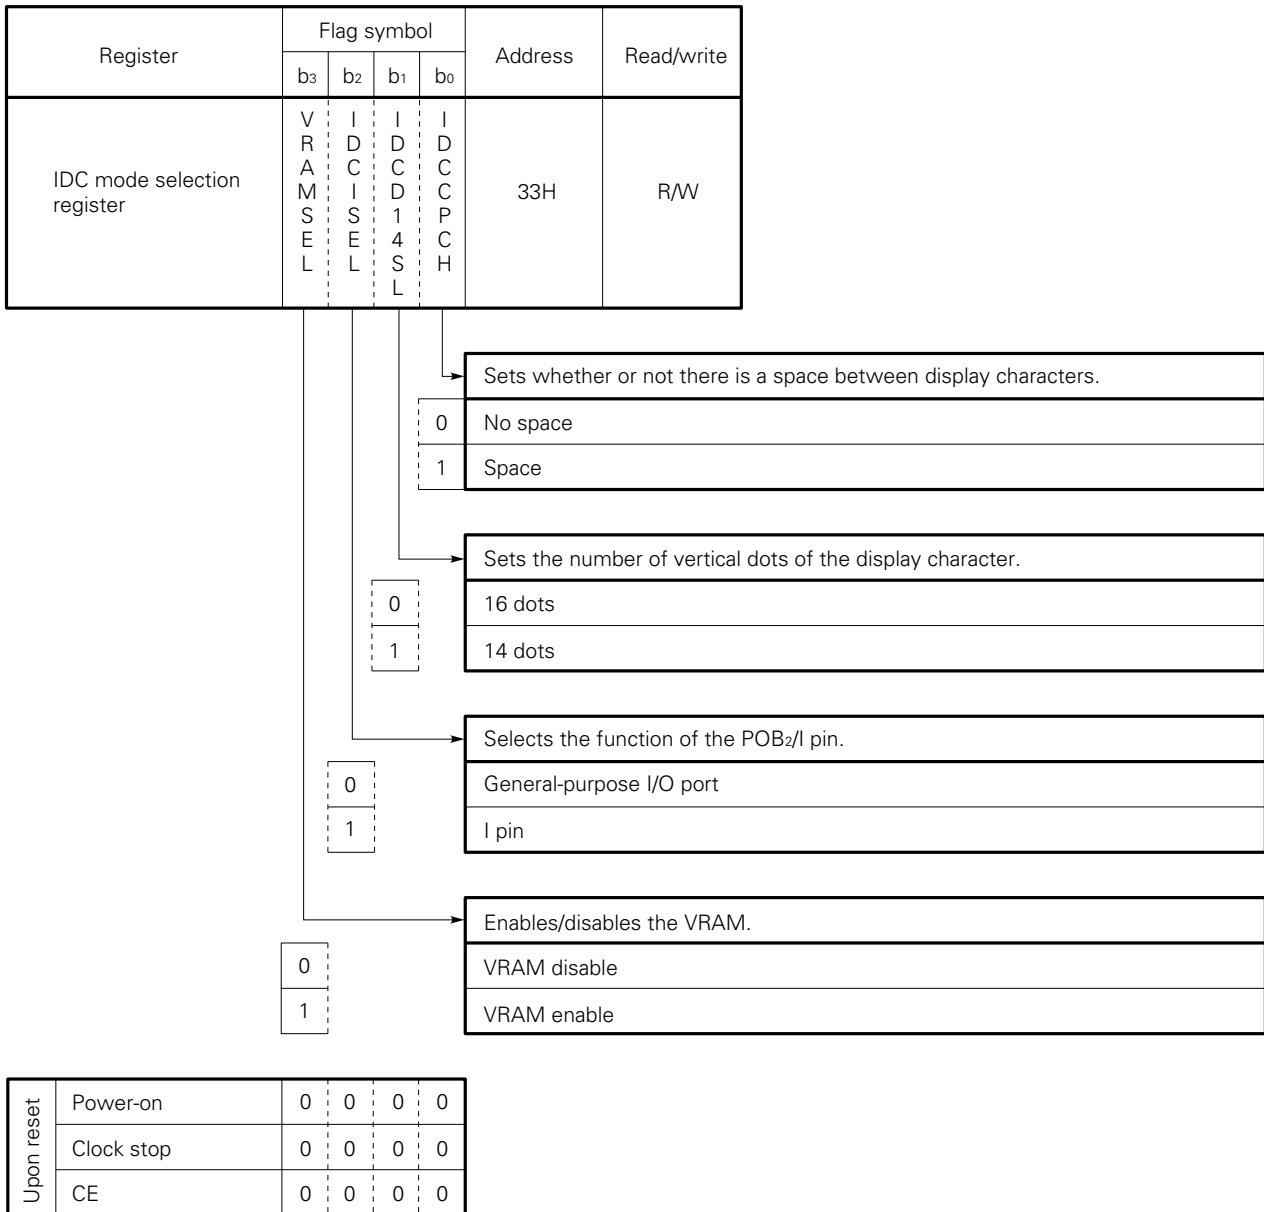 Register
Flag symbol
Address
Read/write
b3 b2 b1 b0
IDC mode selection
register
VRAMSEL
IDCISEL
IDCD14SL
IDCCPCH
33H
R/W
Sets whether or not there is a space between display characters.
0 No space
1 Space
Sets the number of vertical dots of the display character.
0 16 dots
1 14 dots
Selects the function of the POB2/I pin.
0 General-purpose I/O port
1 I pin
Enables/disables the VRAM.
0 VRAM disable
1 VRAM enable
Upon reset
Power-on 0 0 0 0
Clock stop 0 0 0 0
CE 0 0 0 0